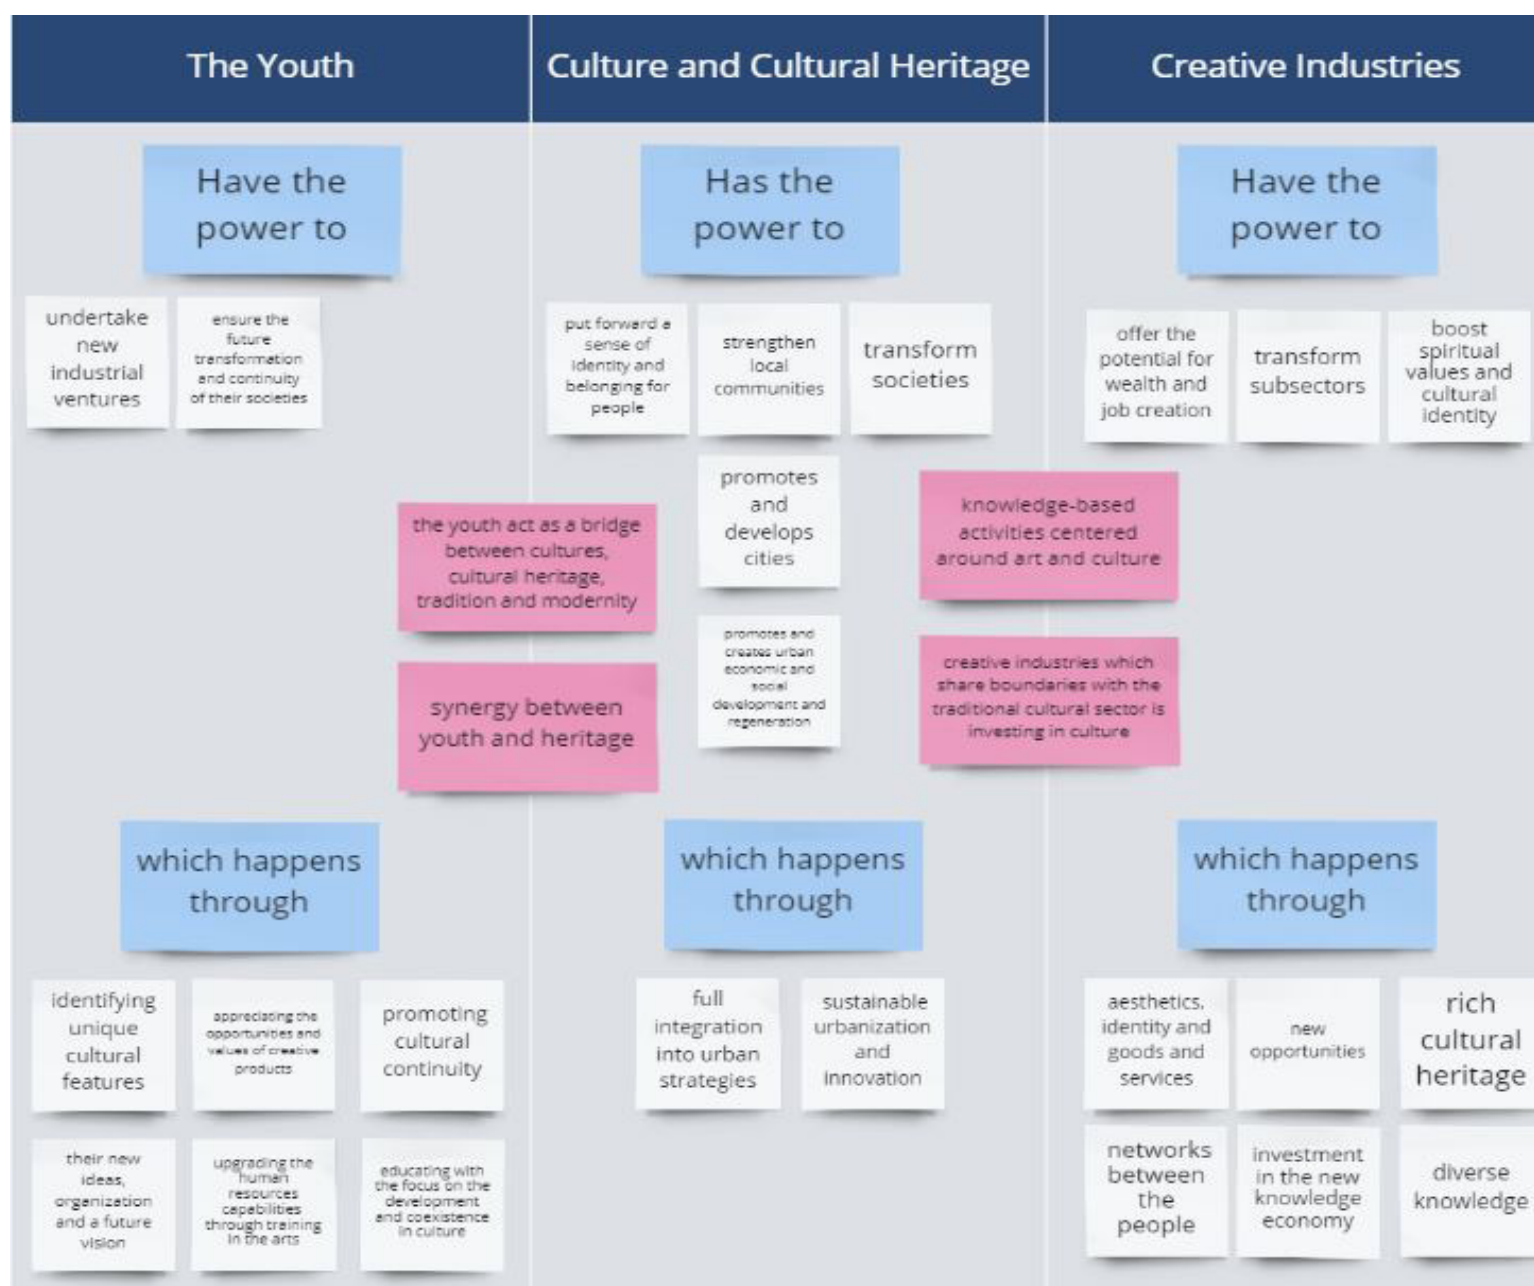 The Youth
Culture and Cultural Heritage
Creative Industries
Have the
power to
Has the
power to
Have the
power to
undertake
new
industrial
ventures
ensure the
future
transformation
and continuity
of their societies
put forward a
sense of
identity and
belonging for
people
strengthen
local
communities
transform
societies
offer the
potential for
wealth and
job creation
transform
subsectors
boost
spiritual
values and
cultural
identity
promotes
and
develops
cities
the youth act as a bridge
between cultures,
cultural heritage,
tradition and modernity
knowledge-based
activities centered
around art and culture
promotes and
creates urban
economic and
social
development and
regeneration
synergy between
youth and heritage
creative industries which
share boundaries with the
traditional cultural sector is
investing in culture
which happens
through
which happens
through
which happens
through
identifying
unique
cultural
features
appreciating the
opportunities and
values of creative
products
promoting
cultural
continuity
full
integration
into urban
strategies
sustainable
urbanization
and
innovation
aesthetics,
identity and
goods and
services
new
opportunities
rich
cultural
heritage
their new
ideas,
organization
and a future
vision
upgrading the
human
resources
capabilities
through training
in the arts
educating with
the focus on the
development
and coexistence
in culture
networks
between
the
people
investment
in the new
knowledge
economy
diverse
knowledge